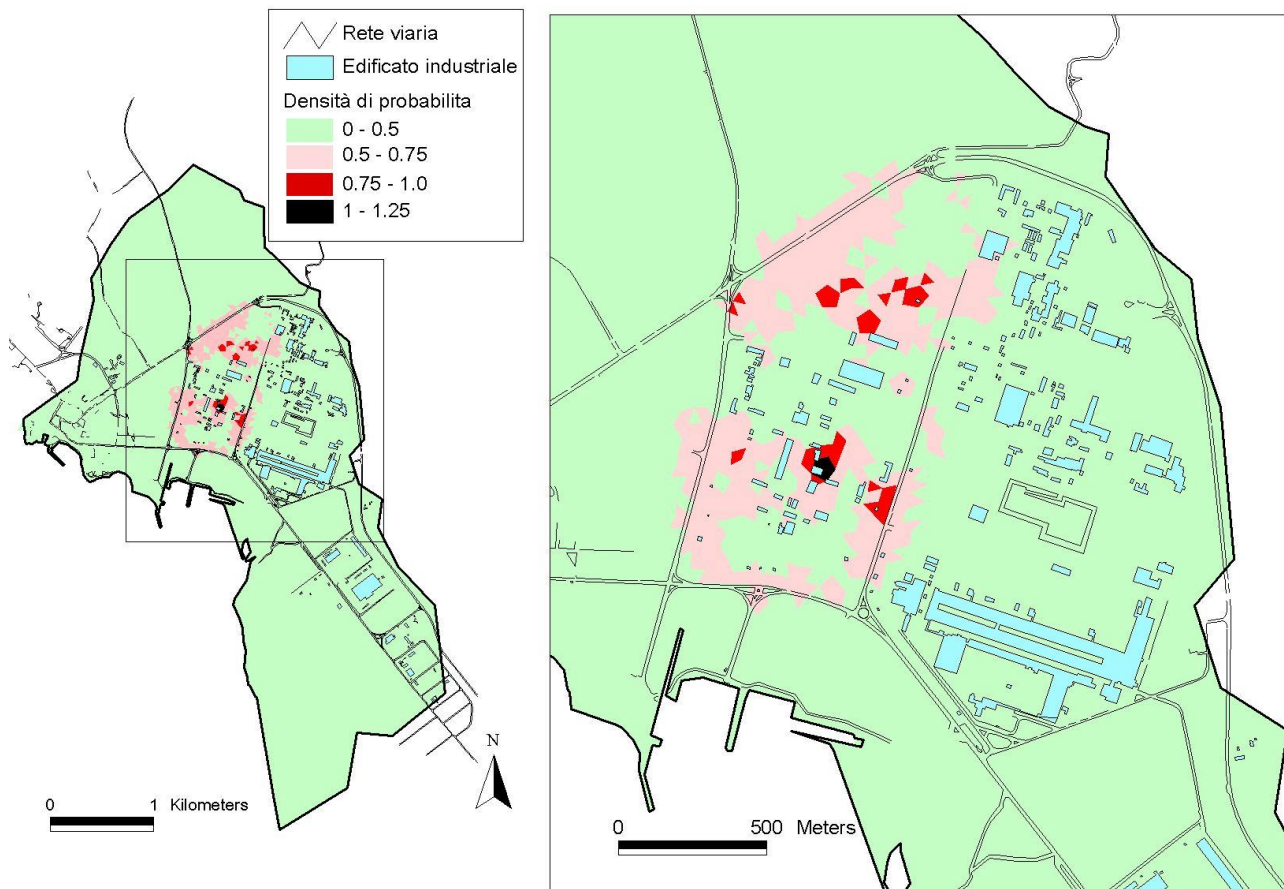 Rete viaria
Edificato industriale
Densità di probabilita
0 - 0.5
0.5 - 0.75
0.75 - 1.0
1 - 1.25
N
0 1 Kilometers
0 500 Meters